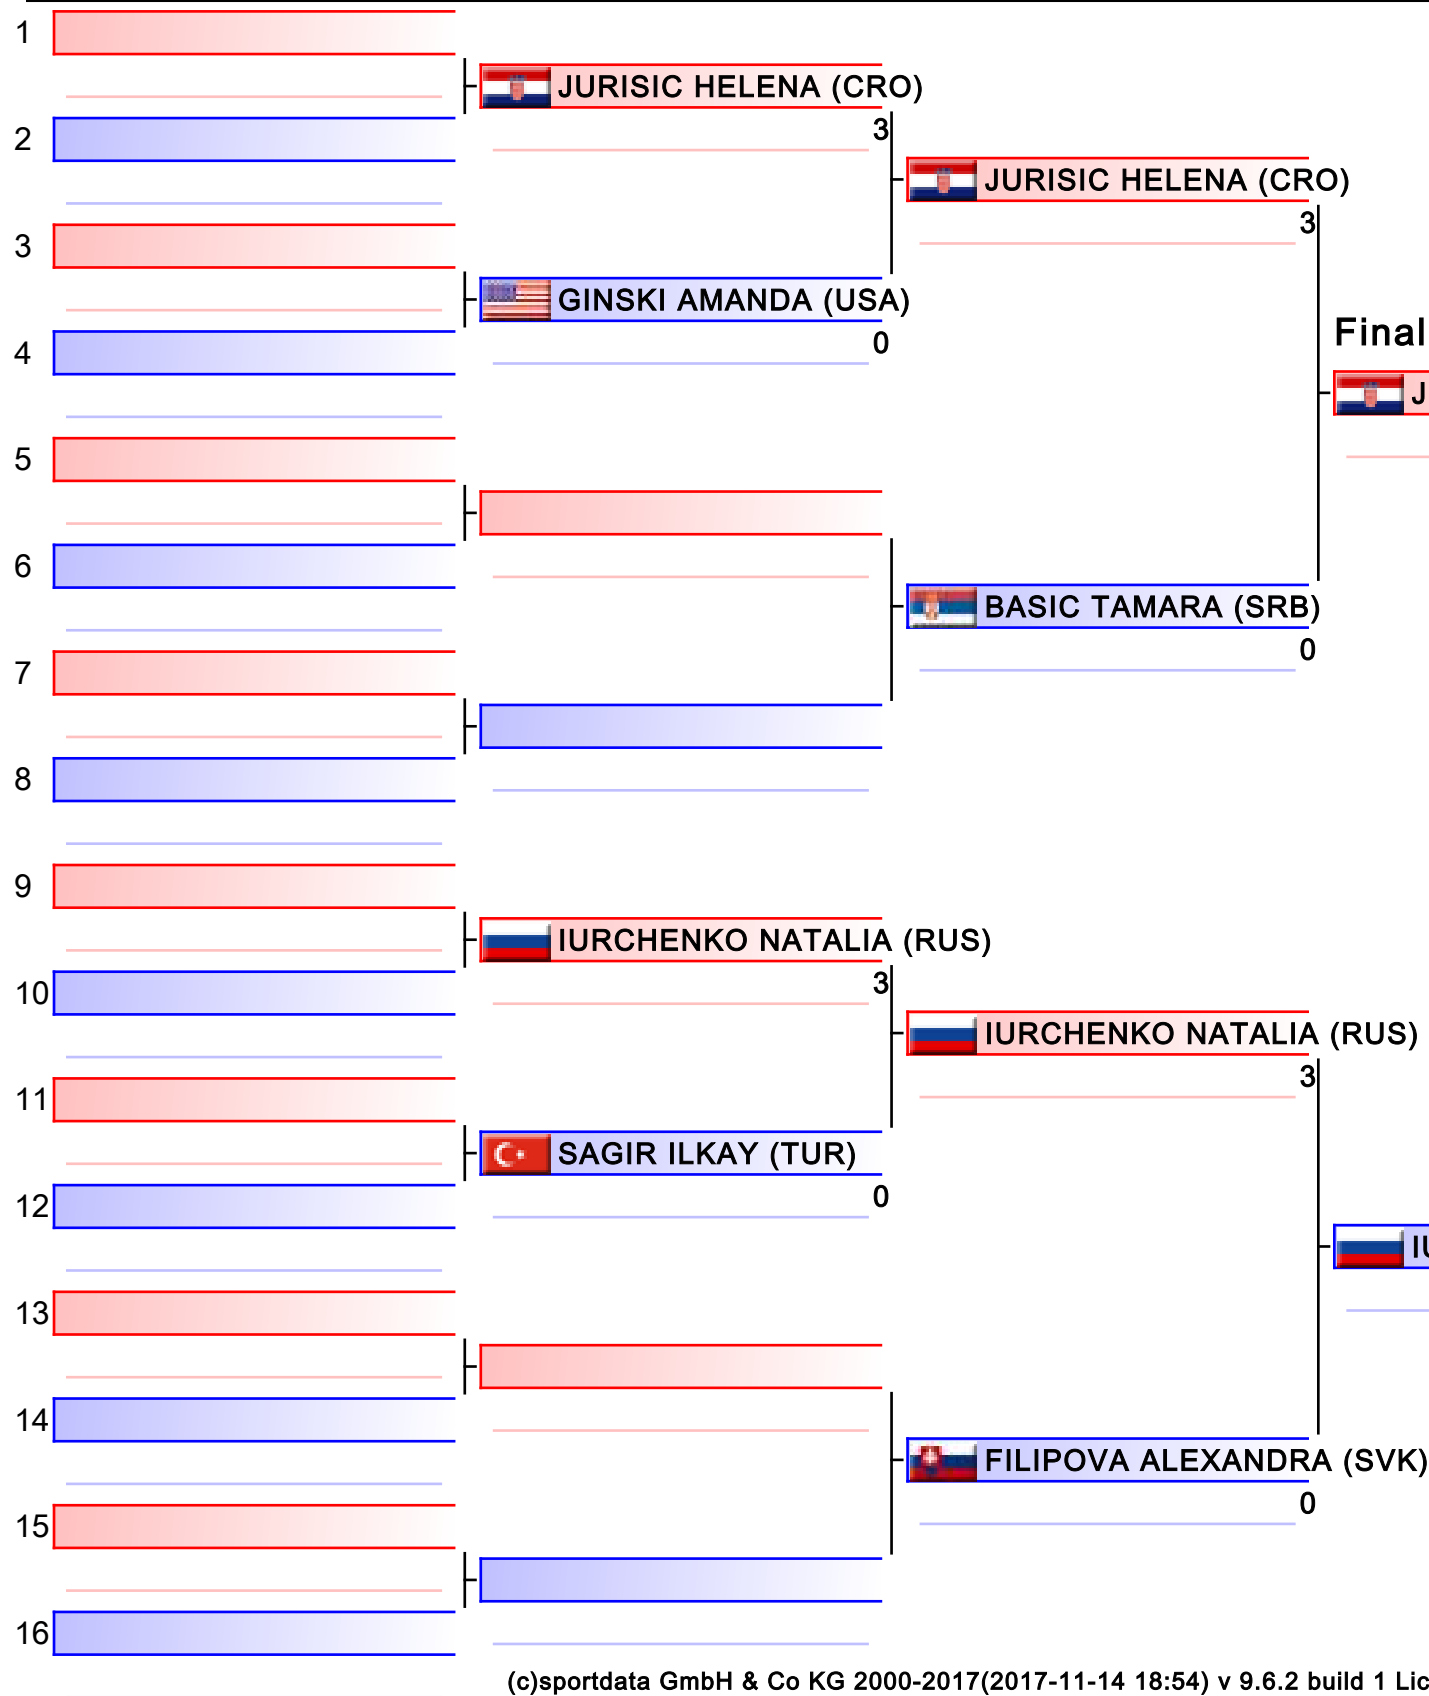 1
JURISIC HELENA (CRO)
3
2
JURISIC HELENA (CRO)
3
3
GINSKI AMANDA (USA)
0
4
Final
J
5
6
BASIC TAMARA (SRB)
0
7
8
9
IURCHENKO NATALIA (RUS)
3
10
IURCHENKO NATALIA (RUS)
3
11
SAGIR ILKAY (TUR)
0
12
13
14
FILIPOVA ALEXANDRA (SVK)
0
15
16
(c)sportdata GmbH & Co KG 2000-2017(2017-11-14 18:54) v 9.6.2 build 1 Lic